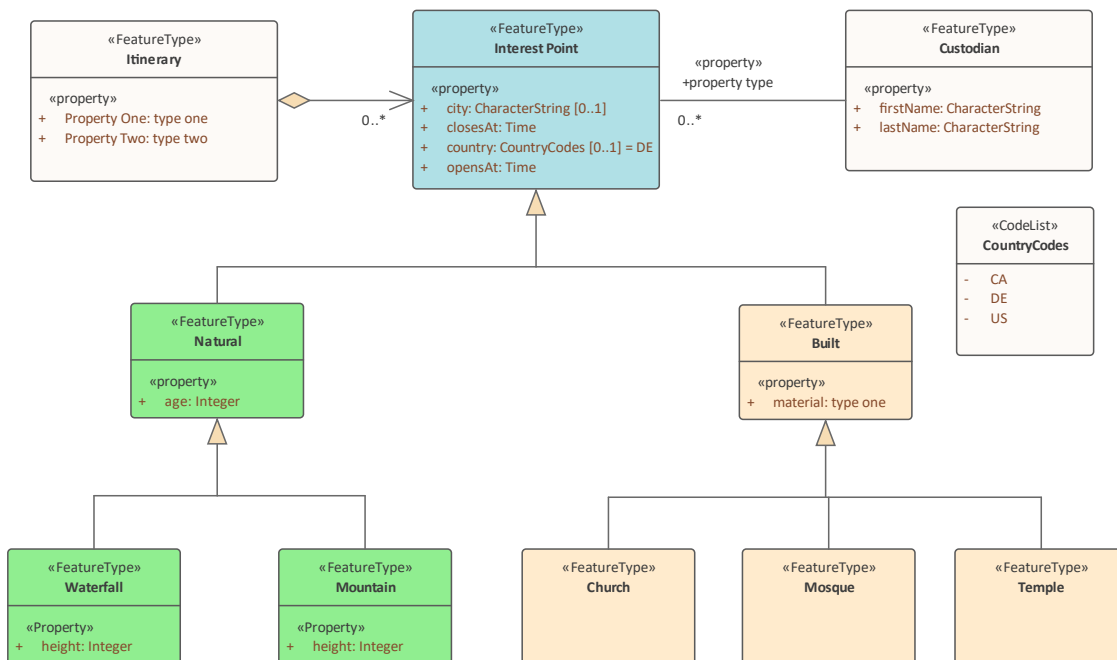 «FeatureType»
Itinerary
«property»
+ Property One: type one
+ Property Two: type two
0..*
«FeatureType»
Interest Point
«property»
+ city: CharacterString [0..1]
+ closesAt: Time
+ country: CountryCodes [0..1] = DE
+ opensAt: Time
«property»
+property type
0..*
«FeatureType»
Custodian
+ firstName: CharacterString
+ lastName: CharacterString
«CodeList»
CountryCodes
- CA
- DE
- US
«FeatureType»
Natural
«property»
+ age: Integer
«FeatureType»
Built
«property»
+ material: type one
«FeatureType»
Waterfall
«Property»
+ height: Integer
«FeatureType»
Mountain
«Property»
+ height: Integer
«FeatureType»
Church
«FeatureType»
Mosque
«FeatureType»
Temple